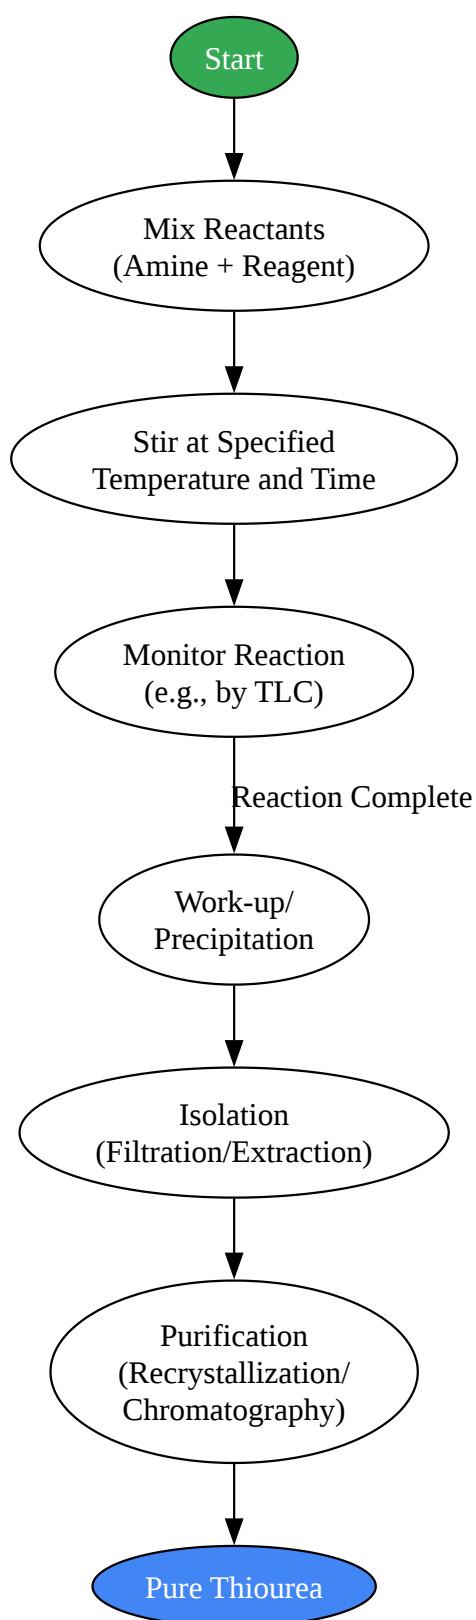 Start
Mix Reactants
(Amine + Reagent)
Stir at Specified
Temperature and Time
Monitor Reaction
(e.g., by TLC)
Reaction Complete
Work-up/
Precipitation
Isolation
(Filtration/Extraction)
Purification
(Recrystallization/
Chromatography)
Pure Thiourea